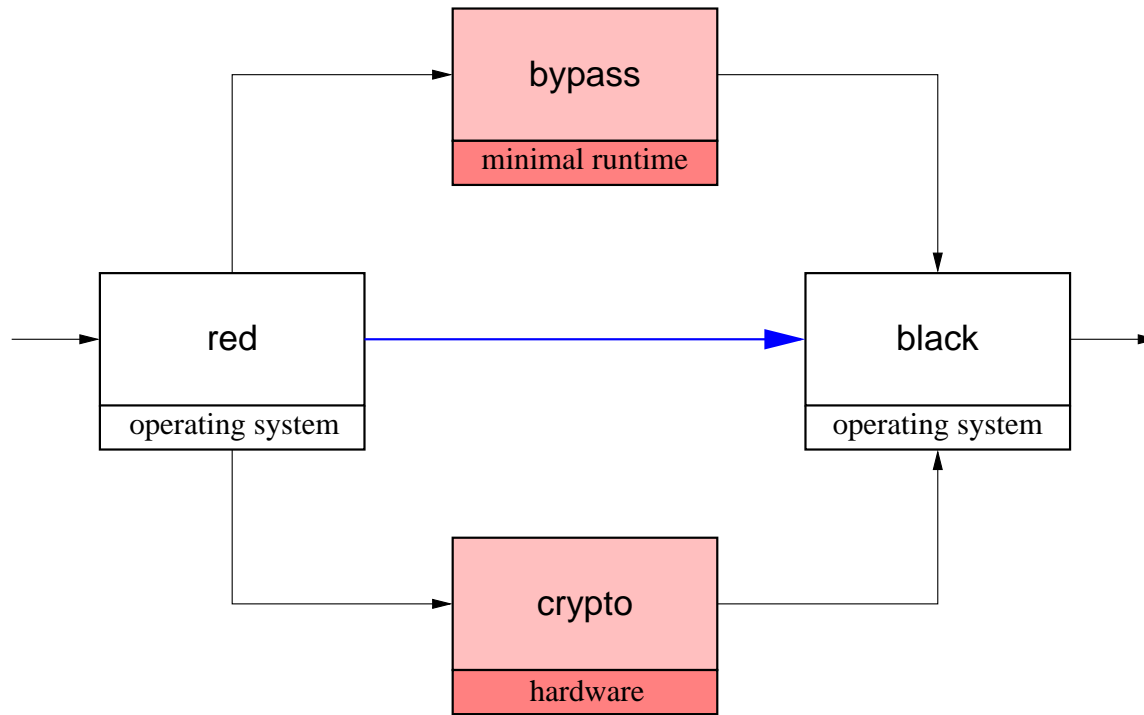 bypass
minimal runtime
red
operating system
black
operating system
crypto
hardware